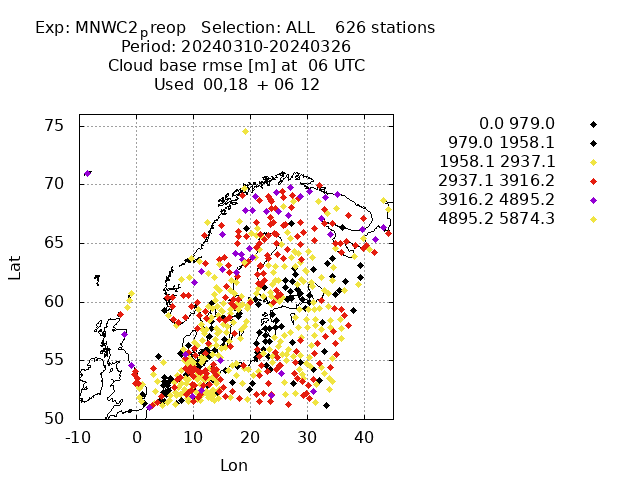 Exp: MNWC2preop   Selection: ALL    626 stations
Period: 20240310-20240326
Cloud base rmse [m] at  06 UTC
Used  00,18  + 06 12
0.0 979.0
979.0 1958.1
1958.1 2937.1
2937.1 3916.2
3916.2 4895.2
4895.2 5874.3
75
70
65
60
55
50
Lat
-10 0 10 20 30 40
Lon